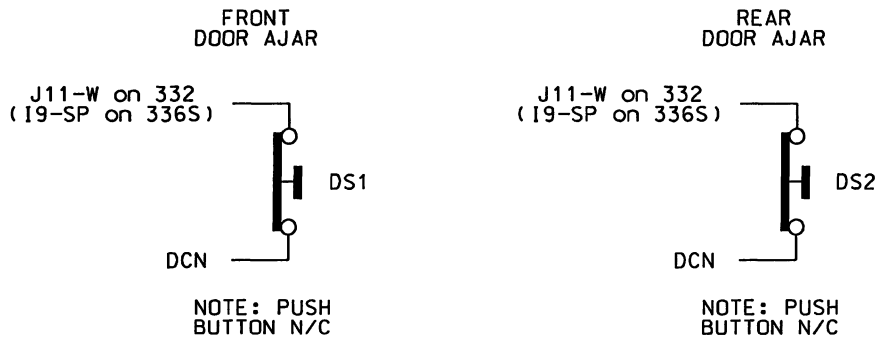 FRONT
DOOR AJAR
J11-W on 332
(I9-SP on 336S)
DS1
DCN
NOTE: PUSH
BUTTON N/C
REAR
DOOR AJAR
J11-W on 332
(I9-SP on 336S)
DS2
DCN
NOTE: PUSH
BUTTON N/C